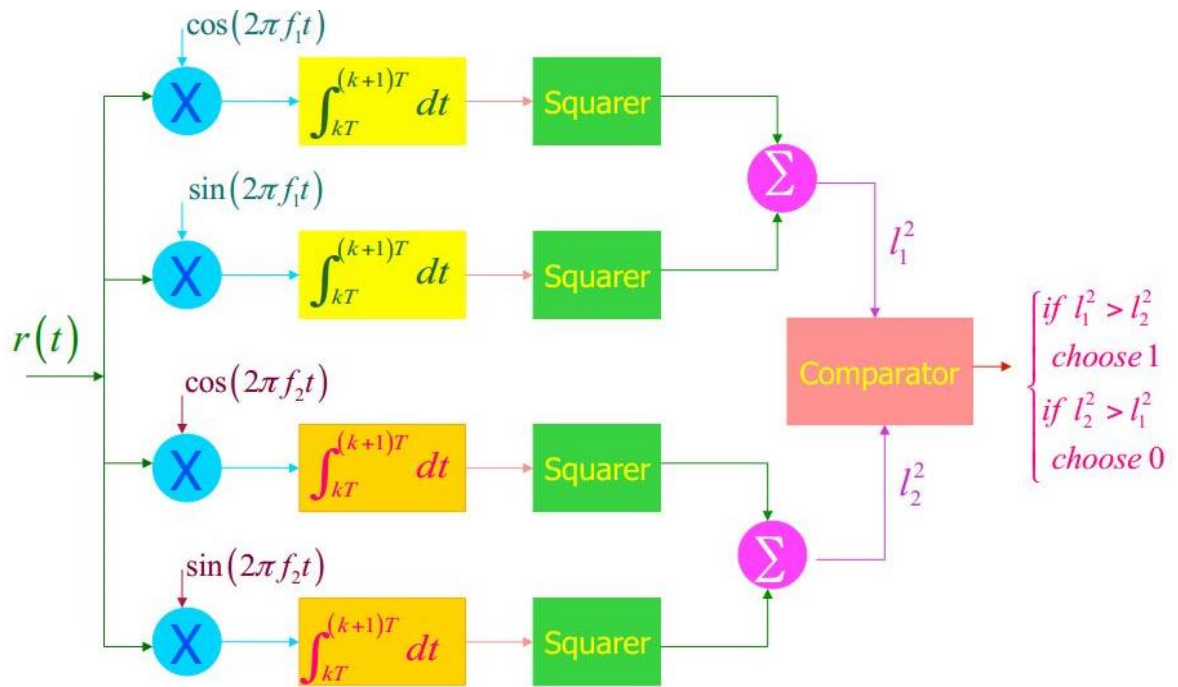 cos(2πf₁t)
X
∫ₖT^(k+1)T dt
Squarer
Σ
sin(2πf₁t)
X
∫ₖT^(k+1)T dt
Squarer
l₁²
r(t)
if l₁² > l₂²
choose 1
if l₂² > l₁²
choose 0
Comparator
cos(2πf₂t)
X
∫ₖT^(k+1)T dt
Squarer
l₂²
Σ
sin(2πf₂t)
X
∫ₖT^(k+1)T dt
Squarer